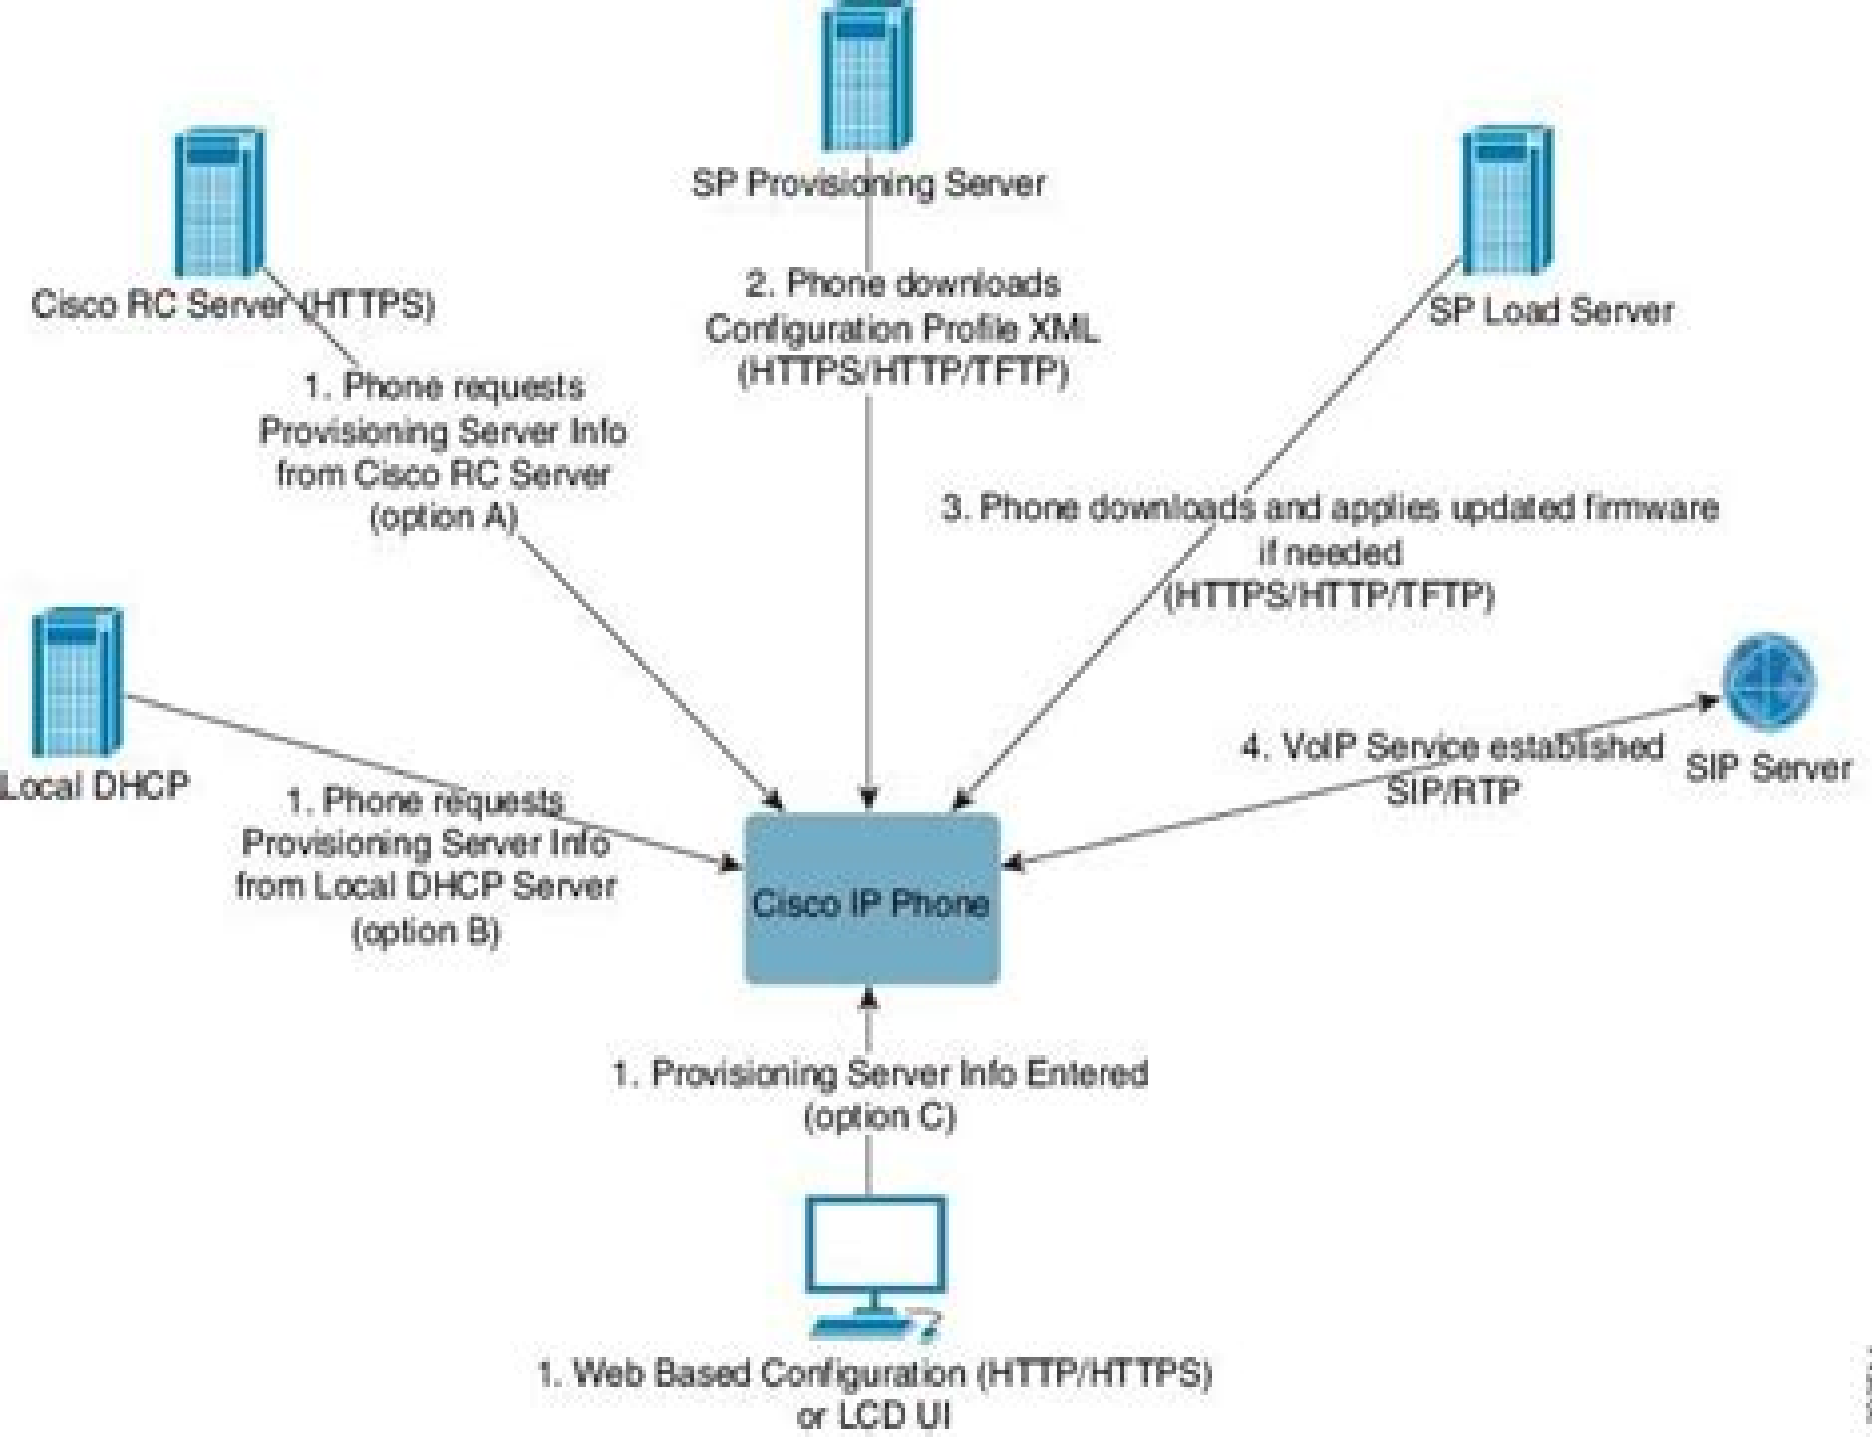 SP Provisioning Server
Cisco RC Server (HTTPS)
2. Phone downloads
Configuration Profile XML
(HTTPS/HTTP/TFTP)
SP Load Server
1. Phone requests
Provisioning Server Info
from Cisco RC Server
(option A)
3. Phone downloads and applies updated firmware
if needed
(HTTPS/HTTP/TFTP)
Local DHCP
1. Phone requests
Provisioning Server Info
from Local DHCP Server
(option B)
4. VoIP Service established
SIP/RTP
SIP Server
Cisco IP Phone
1. Provisioning Server Info Entered
(option C)
1. Web Based Configuration (HTTP/HTTPS)
or LCD UI